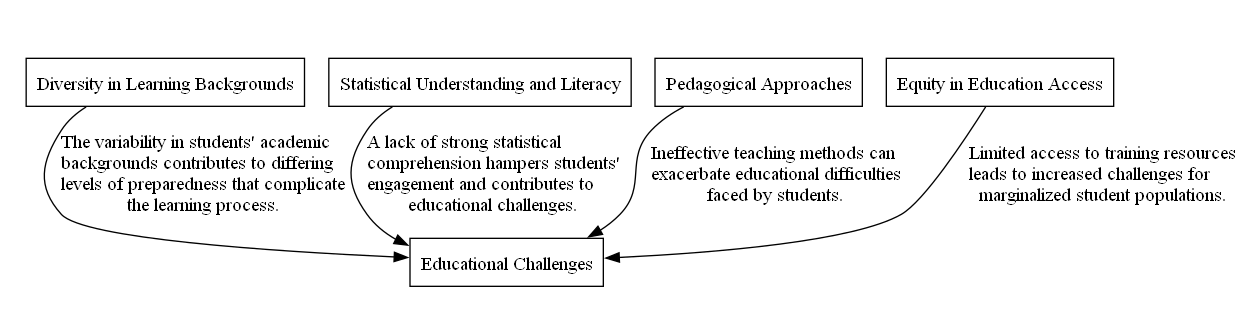 Diversity in Learning Backgrounds
Statistical Understanding and Literacy
Pedagogical Approaches
Equity in Education Access
The variability in students' academic
backgrounds contributes to differing
levels of preparedness that complicate
the learning process.
A lack of strong statistical
comprehension hampers students'
engagement and contributes to
educational challenges.
Ineffective teaching methods can
exacerbate educational difficulties
faced by students.
Limited access to training resources
leads to increased challenges for
marginalized student populations.
Educational Challenges